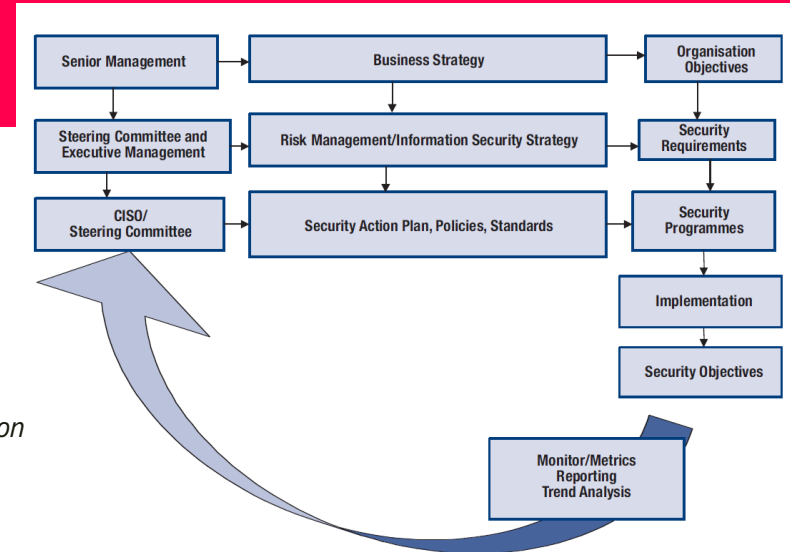 Senior Management
Business Strategy
Organisation
Objectives
Steering Committee and
Executive Management
Risk Management/Information Security Strategy
Security
Requirements
CISO/
Steering Committee
Security Action Plan, Policies, Standards
Security
Programmes
Implementation
Security Objectives
on
Monitor/Metrics
Reporting
Trend Analysis